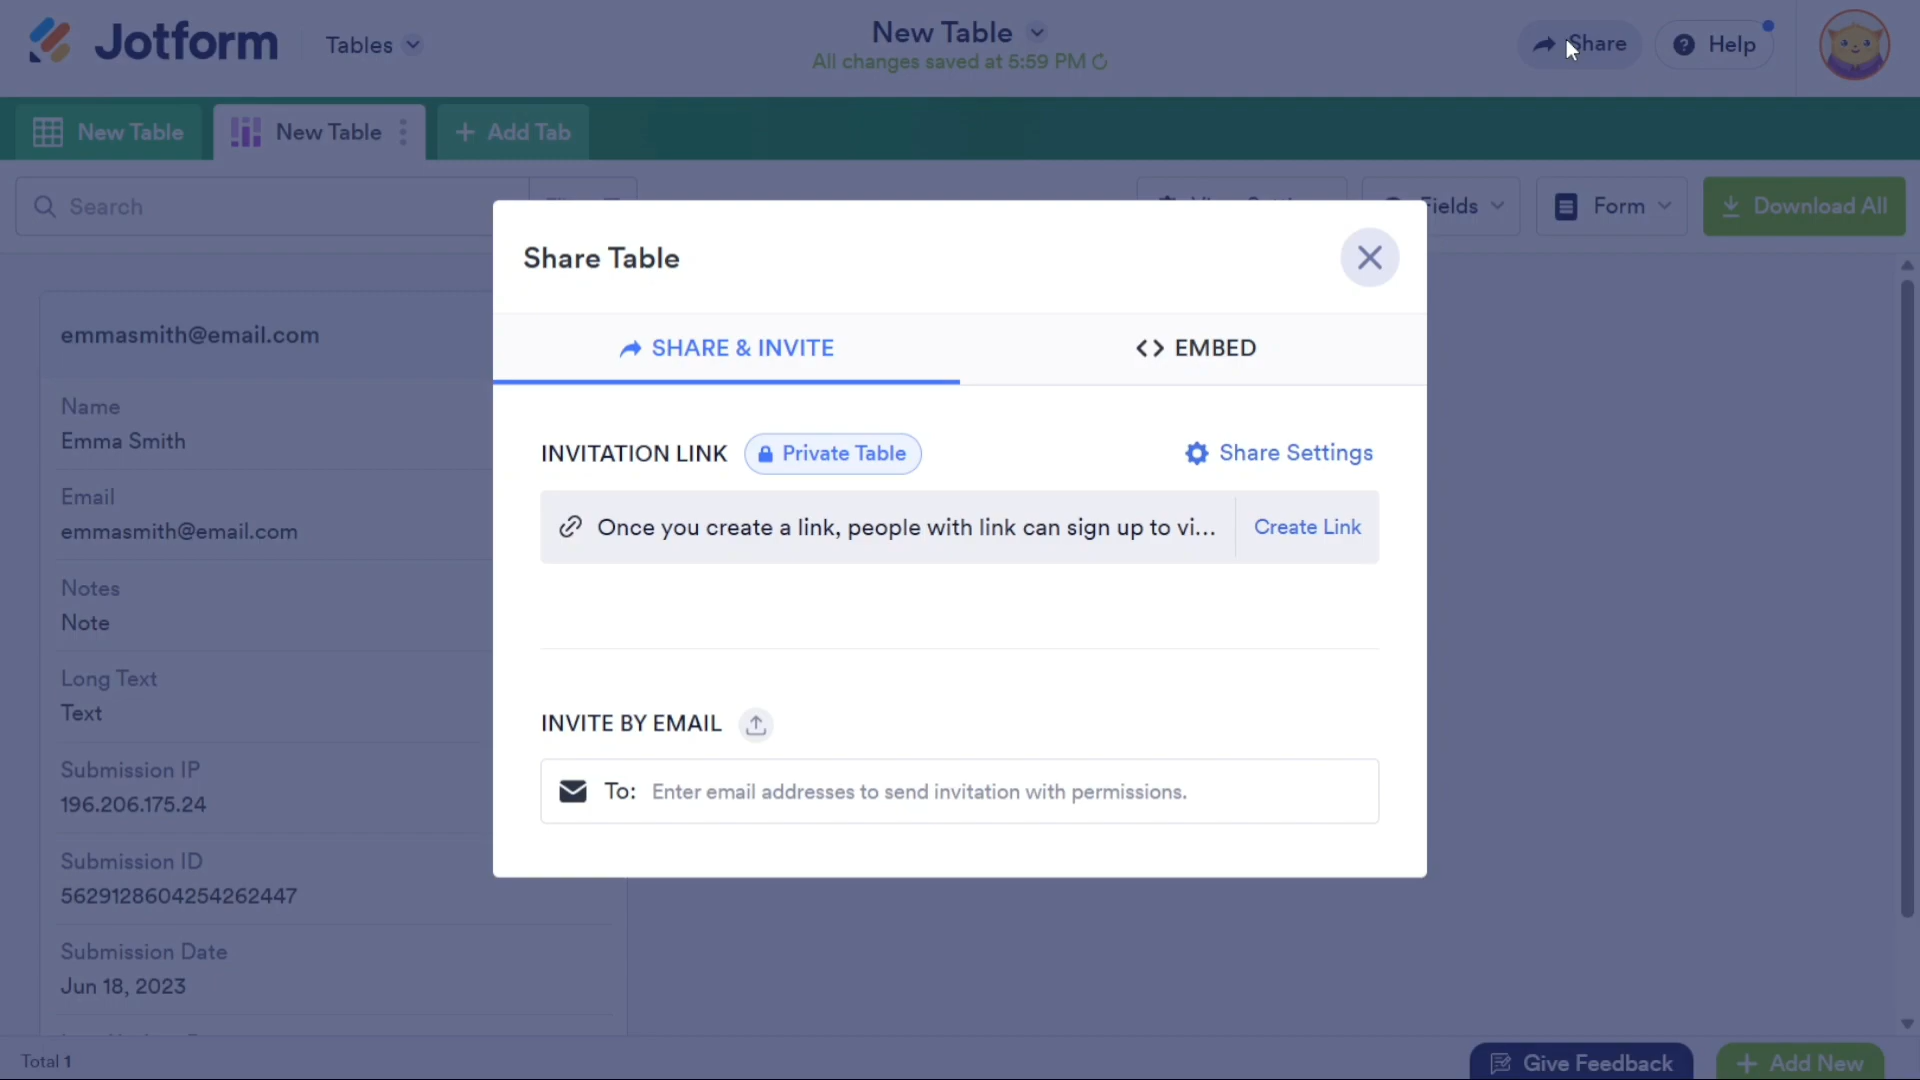 Jotform
Tables
New Table
All changes saved at 5:59 PM
Share
Help
New Table
New Table
+ Add Tab
Search
Fields
Form
Download All
Share Table
SHARE & INVITE
EMBED
INVITATION LINK
Private Table
Share Settings
Once you create a link, people with link can sign up to vi...
Create Link
INVITE BY EMAIL
To:
Enter email addresses to send invitation with permissions.
emmasmith@email.com
Name
Emma Smith
Email
emmasmith@email.com
Notes
Note
Long Text
Text
Submission IP
196.206.175.24
Submission ID
5629128604254262447
Submission Date
Jun 18, 2023
Total 1
Give Feedback
+ Add New